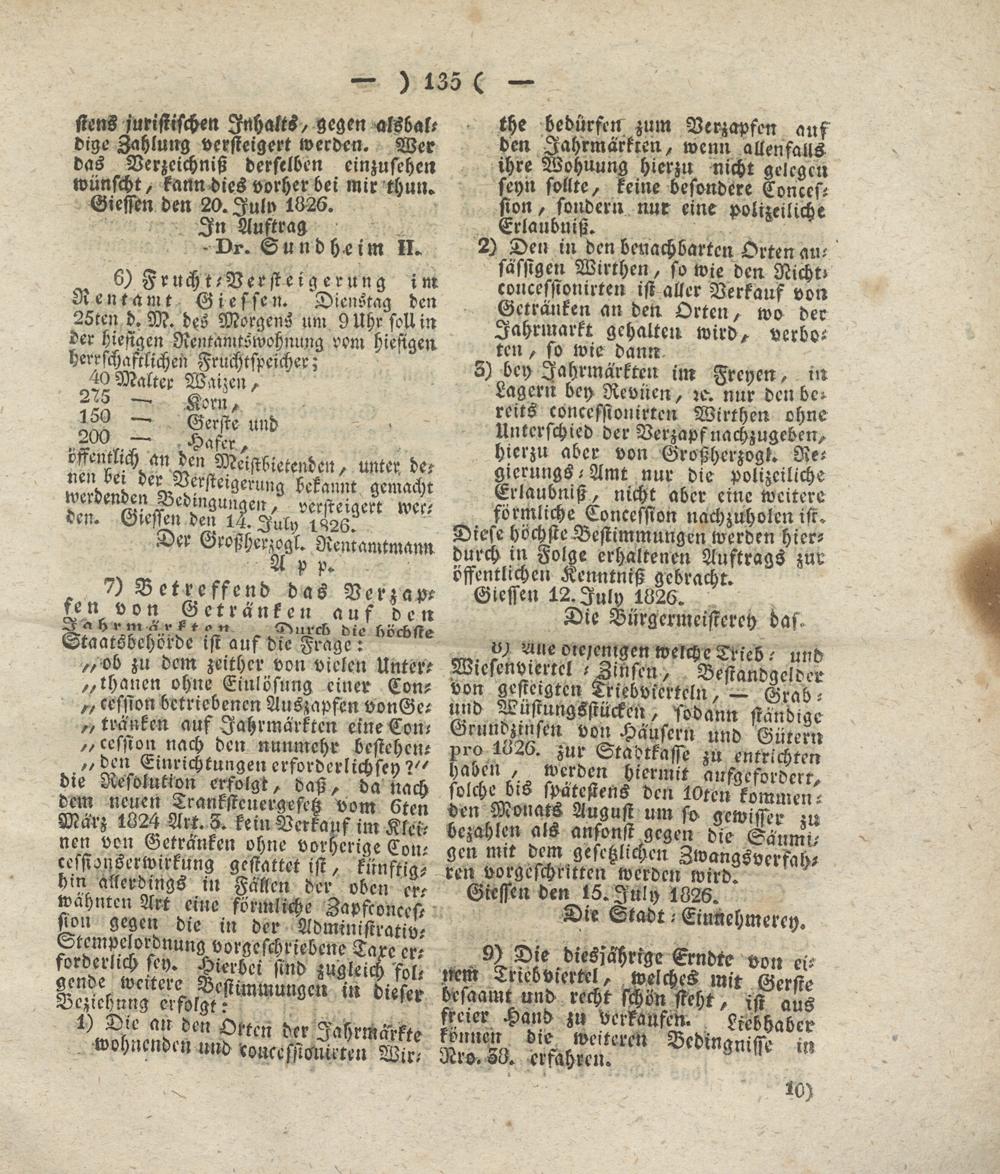 — ) 135 ( —
stens juristischen Inhalts, gegen alsbal-
dige Zahlung versteigert werden. Wer
das Verzeichniß derselben einzusehen
wünscht, kann dies vorher bei mir thun.
Giessen den 20. July 1826.
In Auftrag
Dr. Sundheim II.
6) Frucht-Versteigerung im
Rentamt Giessen. Dienstag den
25ten d. M. des Morgens um 9 Uhr soll in
der hiesigen Rentamtswohnung vom hiesigen
herrschaftlichen Fruchtspeicher;
40 Malter Waizen,
275 — Korn,
150 — Gerste und
200 — Hafer,
öffentlich an den Meistbietenden, unter de-
nen bei der Versteigerung bekannt gemacht
werdenden Bedingungen, versteigert wer-
den. Giessen den 14. July 1826.
Der Großherzogl. Rentamtmann
App.
7) Betreffend das Verzap-
fen von Getränken auf den
Jahrmärkten. Durch die höchste
Staatsbehörde ist auf die Frage:
„ob zu dem zeither von vielen Unter-
„thanen ohne Einlösung einer Con-
„cession betriebenen Auszapfen von Ge-
„tränken auf Jahrmärkten eine Con-
„cession nach den nunmehr bestehen-
„den Einrichtungen erforderlich sey?“
die Resolution erfolgt, daß, da nach
dem neuen Tranksteuergesetz vom 6ten
März 1824 Art. 3. kein Verkauf im Klei-
nen von Getränken ohne vorherige Con-
cessionserwirkung gestattet ist, künftig-
hin allerdings in Fällen der oben er-
wähnten Art eine förmliche Zapfconces-
sion gegen die in der Administrativ-
Stempelordnung vorgeschriebene Taxe er-
forderlich sey. Hierbei sind zugleich fol-
gende weitere Bestimmungen in dieser
Beziehung erfolgt:
1) Die an den Orten der Jahrmärkte
wohnenden und concessionirten Wir-
the bedürfen zum Verzapfen auf
den Jahrmärkten, wenn allenfalls
ihre Wohnung hierzu nicht gelegen
seyn sollte, keine besondere Conces-
sion, sondern nur eine polizeiliche
Erlaubniß.
2) Den in den benachbarten Orten an-
sässigen Wirthen, so wie den Nicht-
concessionirten ist aller Verkauf von
Getränken an den Orten, wo der
Jahrmarkt gehalten wird, verbo-
ten, so wie dann
3) bey Jahrmärkten im Freyen, in
Lagern bey Revüen, ꝛc. nur den be-
reits concessionirten Wirthen ohne
Unterschied der Verzapf nachzugeben,
hierzu aber von Großherzogl. Re-
gierungs-Amt nur die polizeiliche
Erlaubniß, nicht aber eine weitere
förmliche Concession nachzuholen ist.
Diese höchste Bestimmungen werden hier-
durch in Folge erhaltenen Auftrags zur
öffentlichen Kenntniß gebracht.
Giessen 12. July 1826.
Die Bürgermeisterey das.
8) Alle diejenigen welche Trieb- und
Wiesenviertel-Zinsen, Bestandgelder
von gesteigten Triebvierteln, — Grab-
und Wüstungsstücken, sodann ständige
Grundzinsen von Häusern und Gütern
pro 1826. zur Stadtkasse zu entrichten
haben, werden hiermit aufgefordert,
solche bis spätestens den 10ten kommen-
den Monats August um so gewisser zu
bezahlen als ansonst gegen die Säumi-
gen mit dem gesetzlichen Zwangsverfah-
ren vorgeschritten werden wird.
Giessen den 15. July 1826.
Die Stadt-Einnehmerey.
9) Die diesjährige Erndte von ei-
nem Triebviertel, welches mit Gerste
besaamt und recht schön steht, ist aus
freier Hand zu verkaufen. Liebhaber
können die weiteren Bedingnisse in
Nro. 38. erfahren.
10)